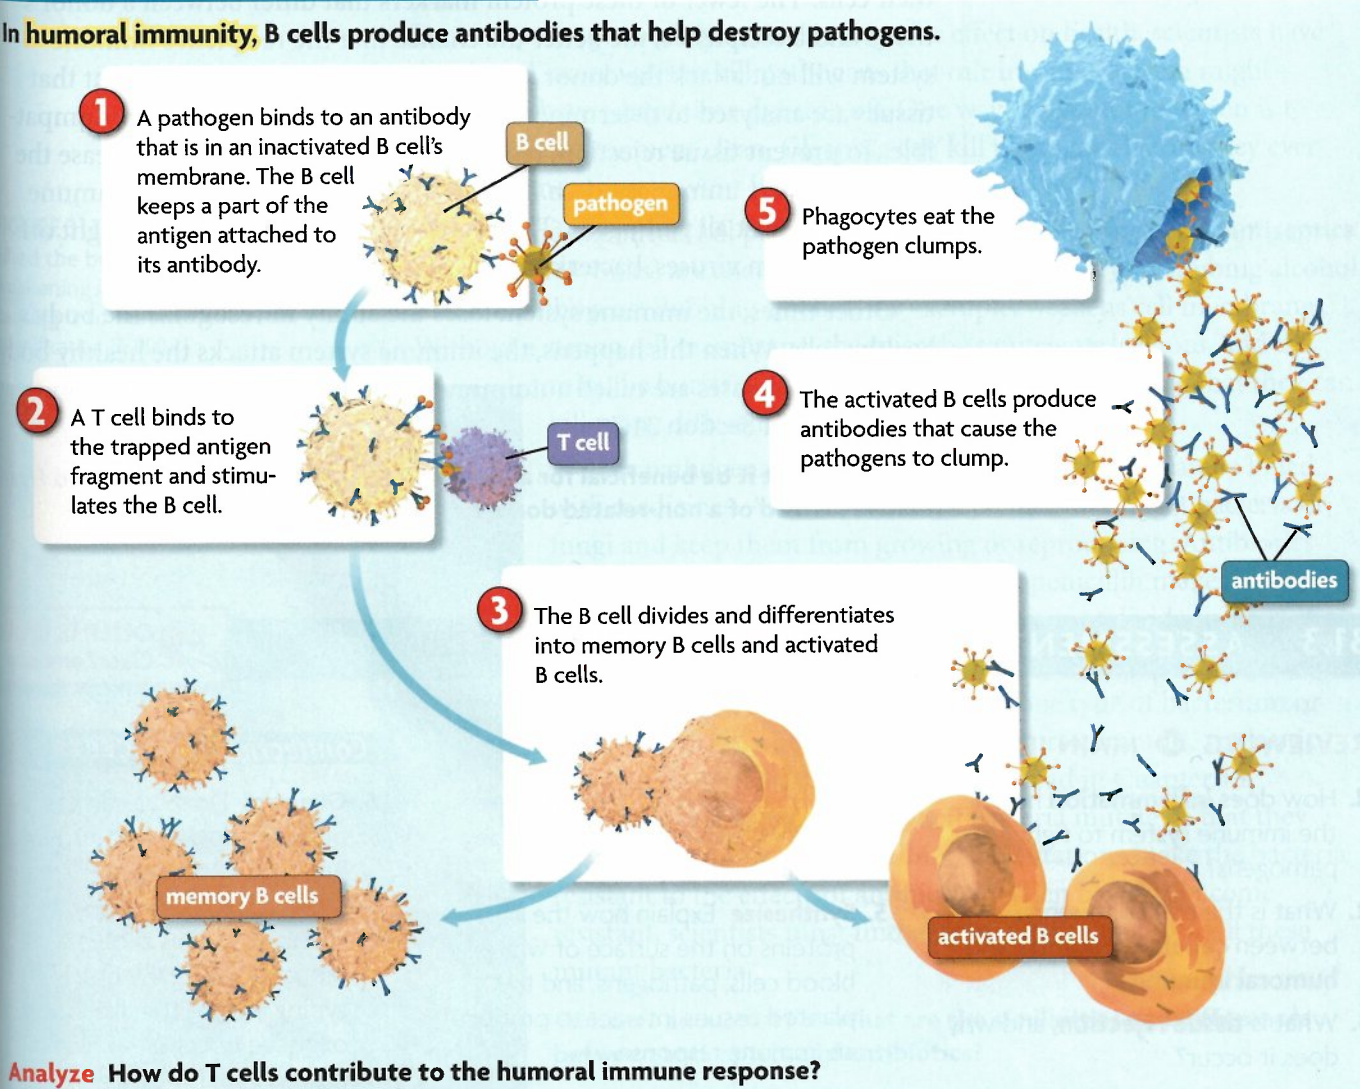 In humoral immunity, B cells produce antibodies that help destroy pathogens.
1
A pathogen binds to an antibody
that is in an inactivated B cell's
membrane. The B cell
keeps a part of the
antigen attached to
its antibody.
B cell
pathogen
2
A T cell binds to
the trapped antigen
fragment and stimu-
lates the B cell.
T cell
3
The B cell divides and differentiates
into memory B cells and activated
B cells.
memory B cells
activated B cells
4
The activated B cells produce
antibodies that cause the
pathogens to clump.
antibodies
5
Phagocytes eat the
pathogen clumps.
Analyze How do T cells contribute to the humoral immune response?